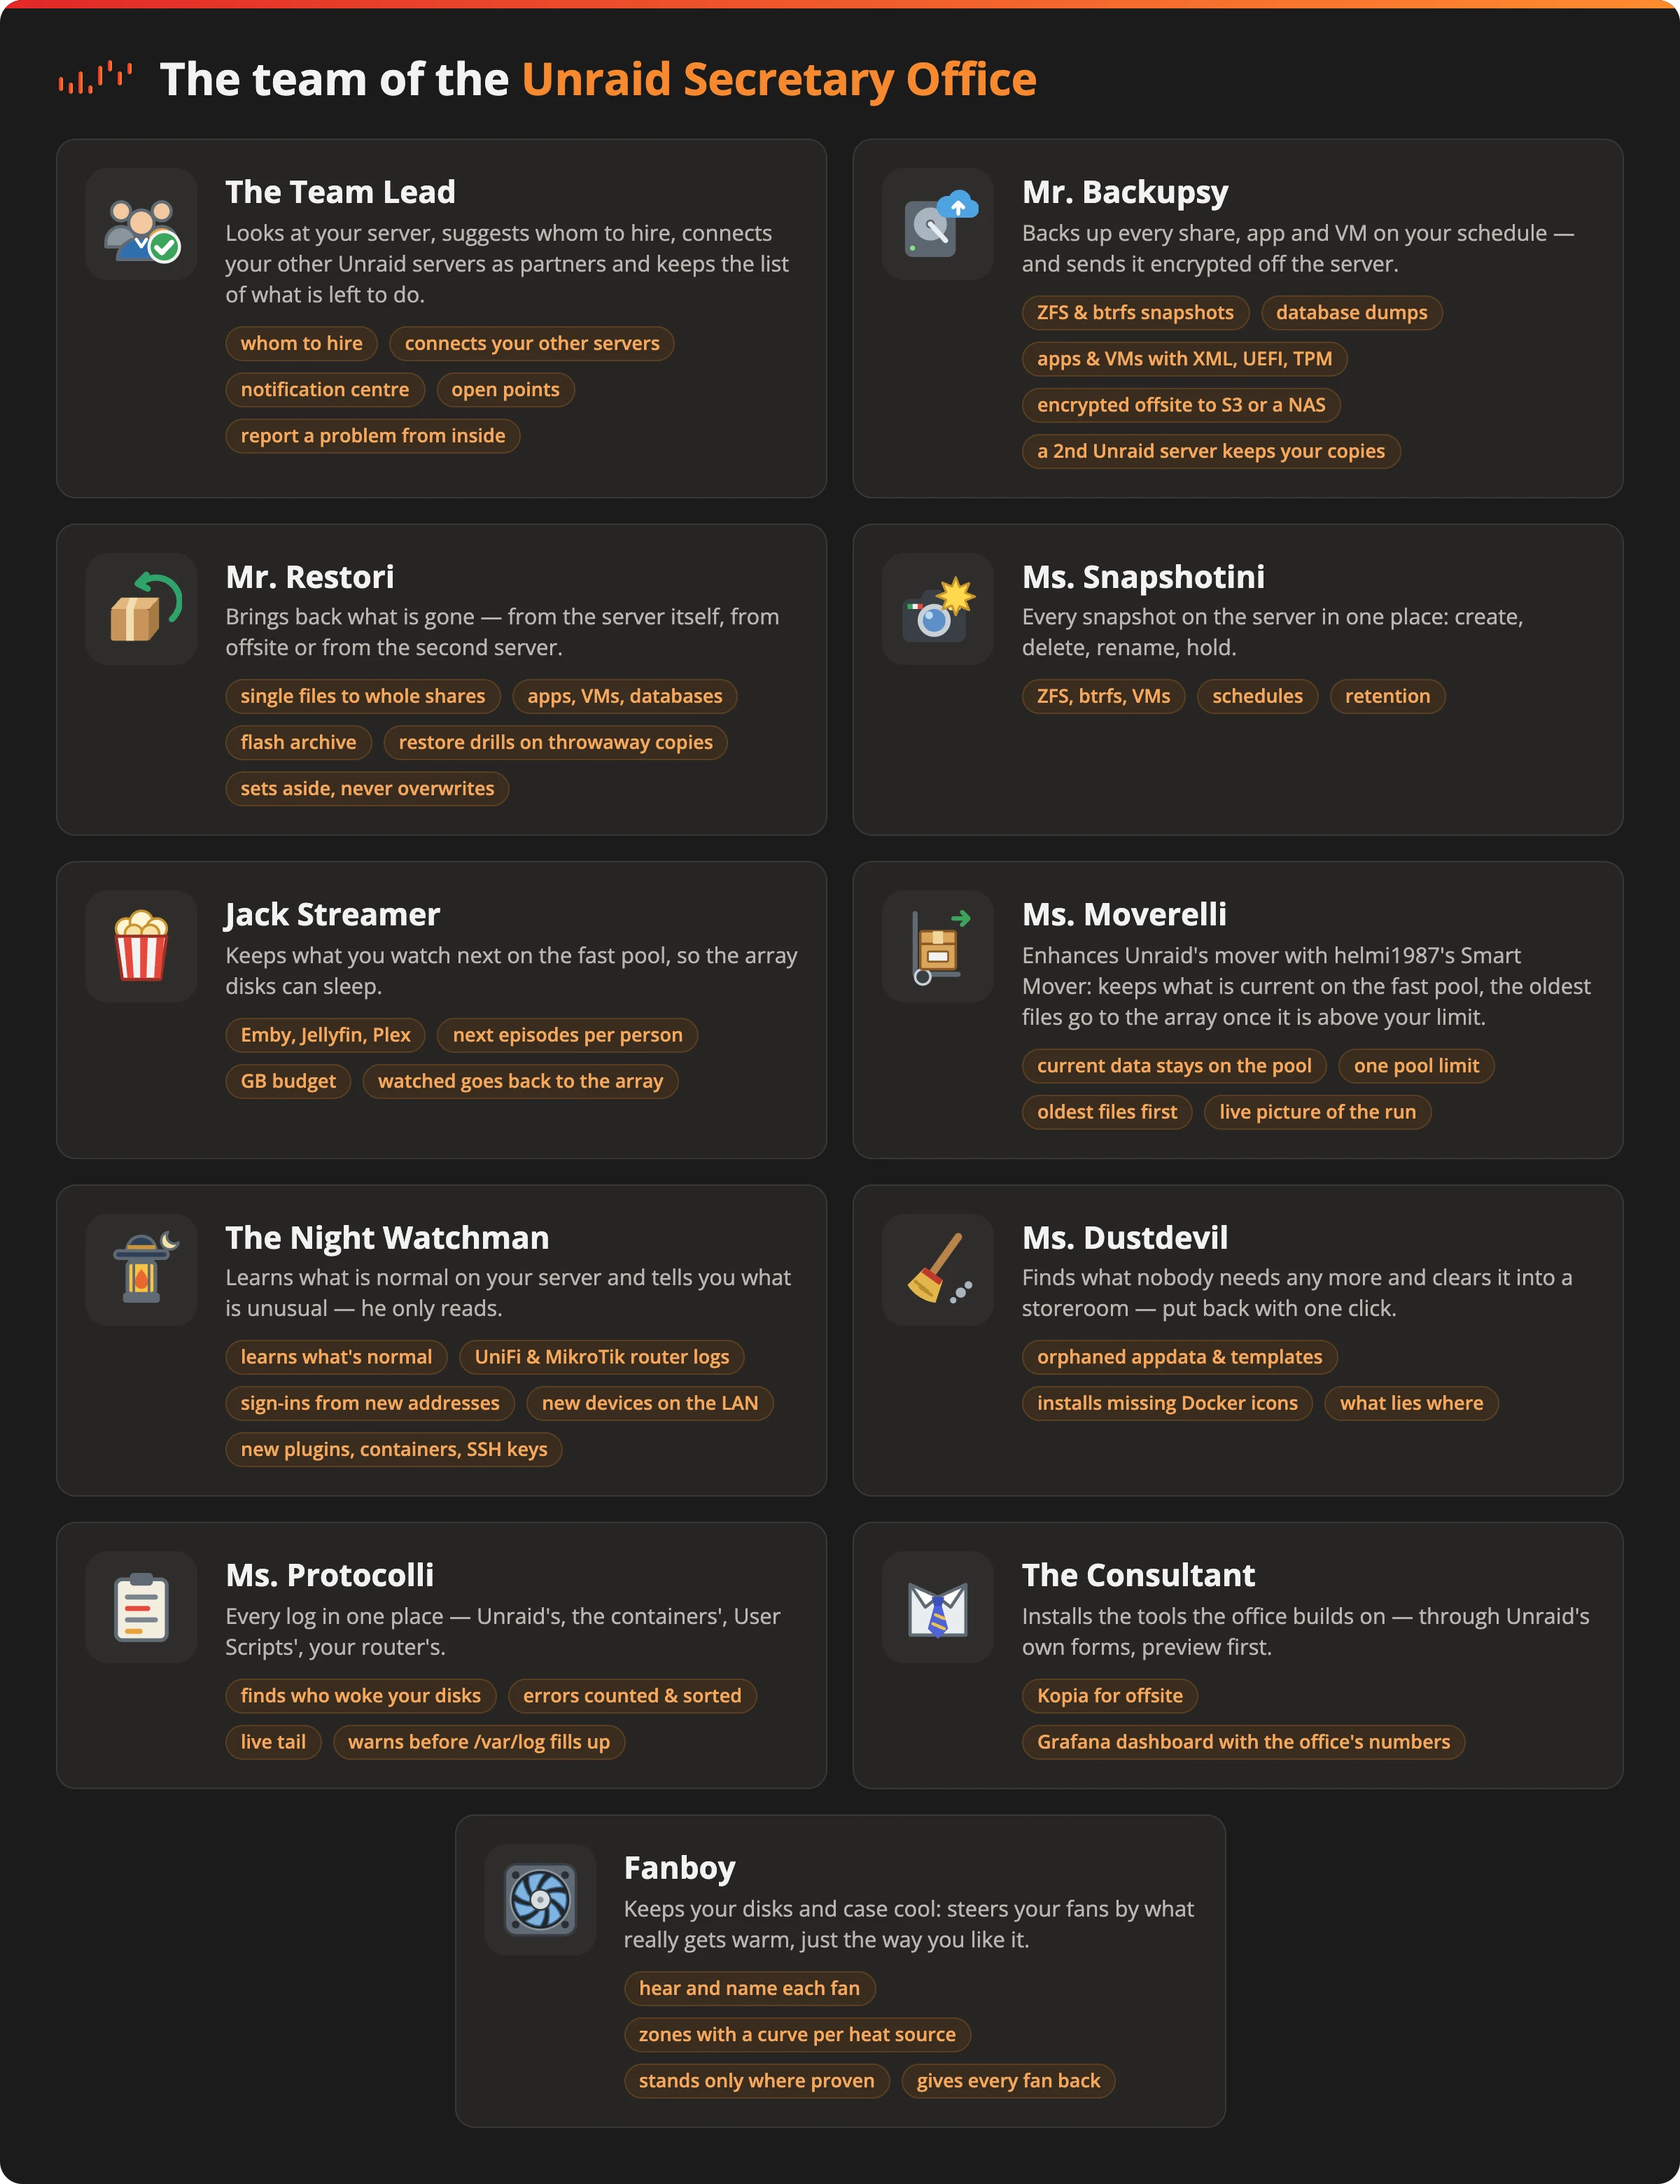 The team of the Unraid Secretary Office
The Team Lead
Looks at your server, suggests whom to hire, connects
your other Unraid servers as partners and keeps the list
of what is left to do.
whom to hire
connects your other servers
notification centre
open points
report a problem from inside
Mr. Backupsy
Backs up every share, app and VM on your schedule —
and sends it encrypted off the server.
ZFS & btrfs snapshots
database dumps
apps & VMs with XML, UEFI, TPM
encrypted offsite to S3 or a NAS
a 2nd Unraid server keeps your copies
Mr. Restori
Brings back what is gone — from the server itself, from
offsite or from the second server.
single files to whole shares
apps, VMs, databases
flash archive
restore drills on throwaway copies
sets aside, never overwrites
Ms. Snapshotini
Every snapshot on the server in one place: create,
delete, rename, hold.
ZFS, btrfs, VMs
schedules
retention
Jack Streamer
Keeps what you watch next on the fast pool, so the array
disks can sleep.
Emby, Jellyfin, Plex
next episodes per person
GB budget
watched goes back to the array
Ms. Moverelli
Enhances Unraid's mover with helmi1987's Smart
Mover: keeps what is current on the fast pool, the oldest
files go to the array once it is above your limit.
current data stays on the pool
one pool limit
oldest files first
live picture of the run
The Night Watchman
Learns what is normal on your server and tells you what
is unusual — he only reads.
learns what's normal
UniFi & MikroTik router logs
sign-ins from new addresses
new devices on the LAN
new plugins, containers, SSH keys
Ms. Dustdevil
Finds what nobody needs any more and clears it into a
storeroom — put back with one click.
orphaned appdata & templates
installs missing Docker icons
what lies where
Ms. Protocolli
Every log in one place — Unraid's, the containers', User
Scripts', your router's.
finds who woke your disks
errors counted & sorted
live tail
warns before /var/log fills up
The Consultant
Installs the tools the office builds on — through Unraid's
own forms, preview first.
Kopia for offsite
Grafana dashboard with the office's numbers
Fanboy
Keeps your disks and case cool: steers your fans by what
really gets warm, just the way you like it.
hear and name each fan
zones with a curve per heat source
stands only where proven
gives every fan back